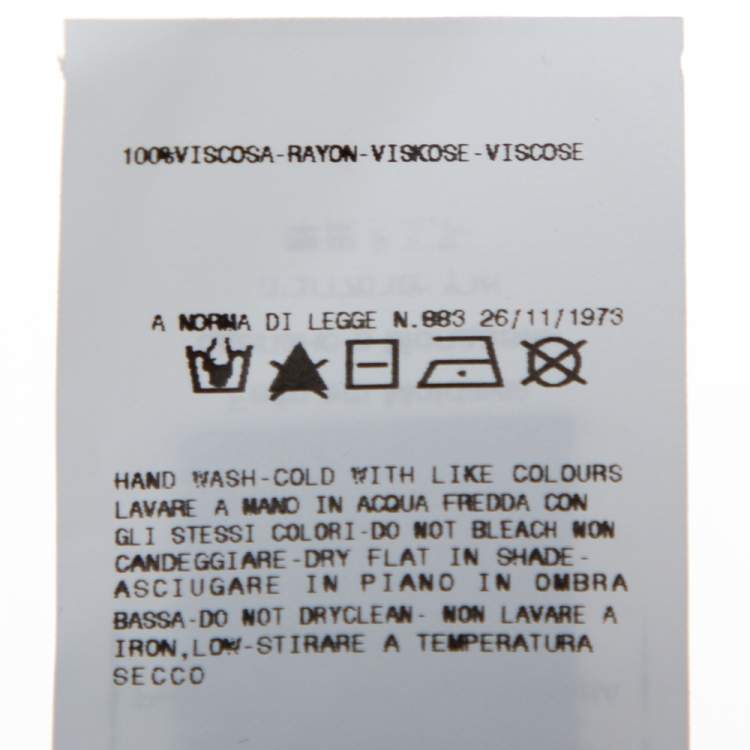 100%VISCOSA-RAYON-VISKOSE-VISCOSE
A NORMA DI LEGGE N.883 26/11/1973
HAND WASH-COLD WITH LIKE COLOURS
LAVARE A MANO IN ACQUA FREDDA CON
GLI STESSI COLORI-DO NOT BLEACH NON
CANDEGGIARE-DRY FLAT IN SHADE-
ASCIUGARE IN PIANO IN OMBRA
BASSA-DO NOT DRYCLEAN- NON LAVARE A
IRON,LOW-STIRARE A TEMPERATURA
SECCO